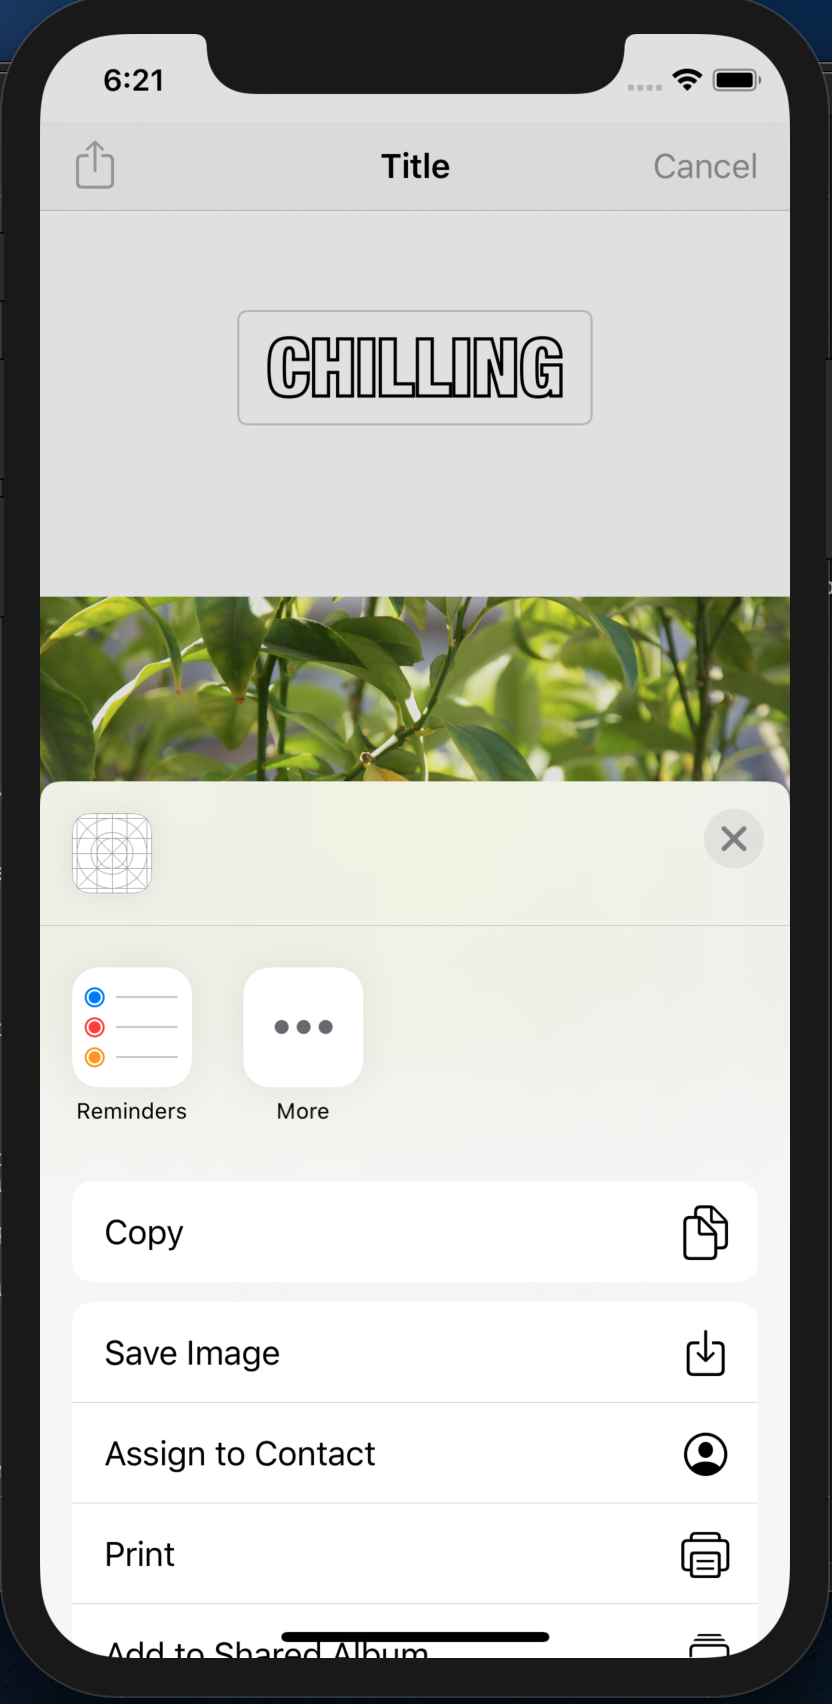 6:21
Title
Cancel
CHILLING
Reminders
More
Copy
Save Image
Assign to Contact
Print
Add to Shared Album